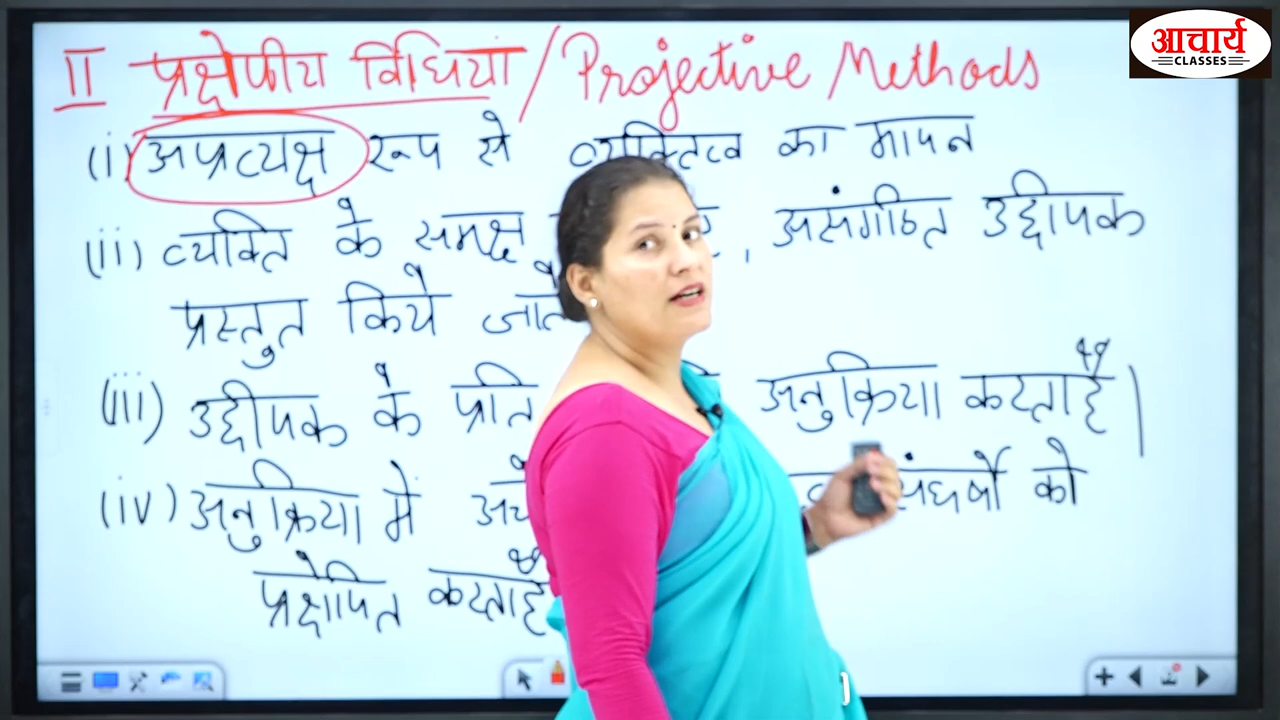 आचार्य
CLASSES
II प्रक्षेपीय विधियां / Projective Methods
(i) अप्रत्यक्ष रूप से व्यक्तित्व का मापन
(ii) व्यक्ति के समक्ष , असंगठित उद्दीपक
प्रस्तुत किये जाते
(iii) उद्दीपक के प्रति अनुक्रिया करता है |
(iv) अनुक्रिया में संघर्षो को
प्रक्षेपित करता है